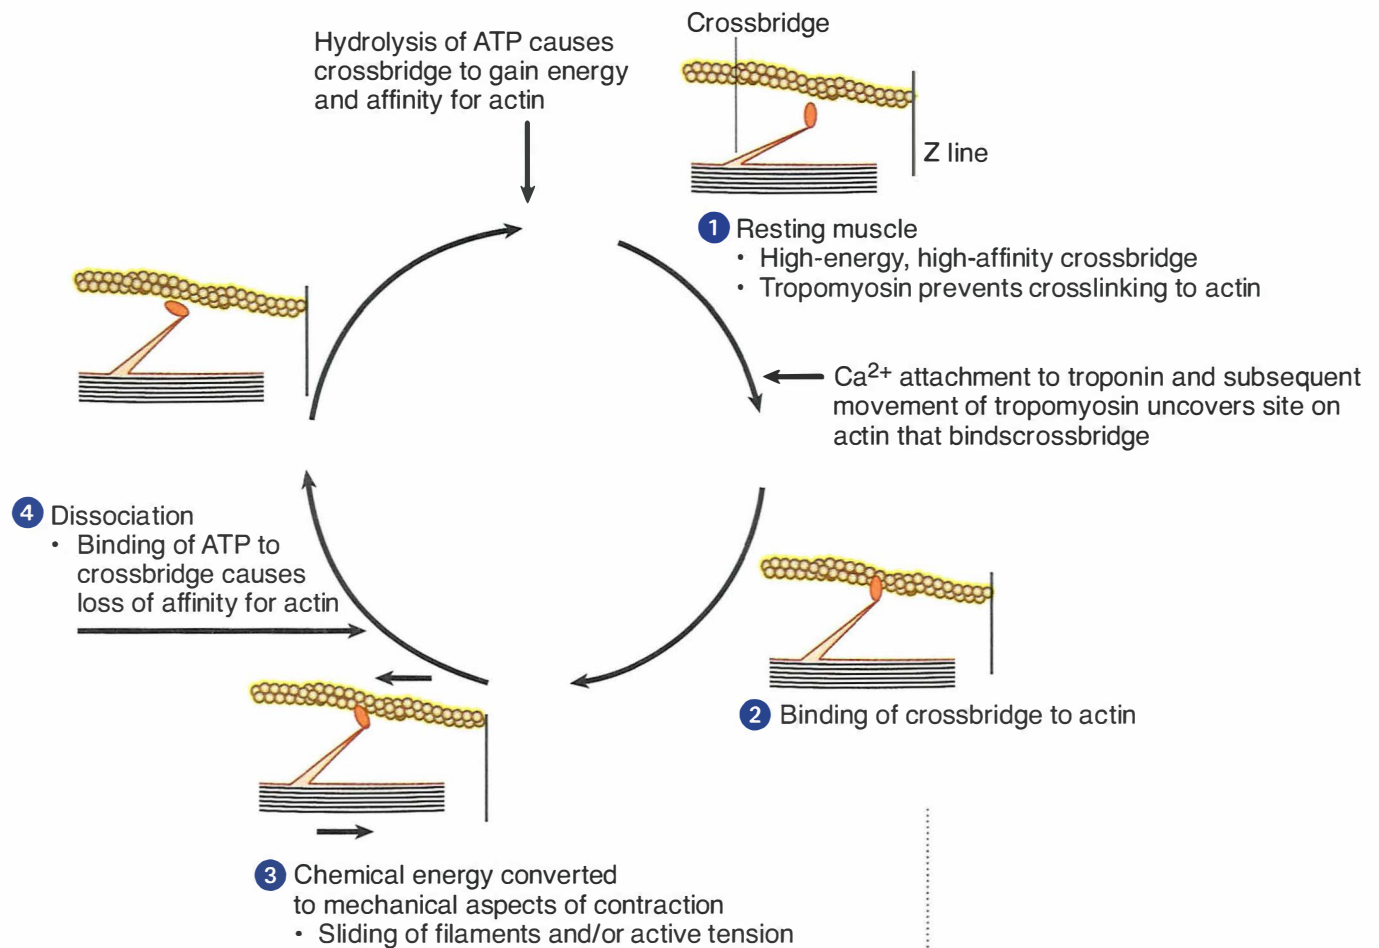 Crossbridge
Hydrolysis of ATP causes
crossbridge to gain energy
and affinity for actin
Z line
1 Resting muscle
• High-energy, high-affinity crossbridge
• Tropomyosin prevents crosslinking to actin
Ca2+ attachment to troponin and subsequent
movement of tropomyosin uncovers site on
actin that bindscrossbridge
2 Binding of crossbridge to actin
3 Chemical energy converted
to mechanical aspects of contraction
• Sliding of filaments and/or active tension
4 Dissociation
• Binding of ATP to
crossbridge causes
loss of affinity for actin